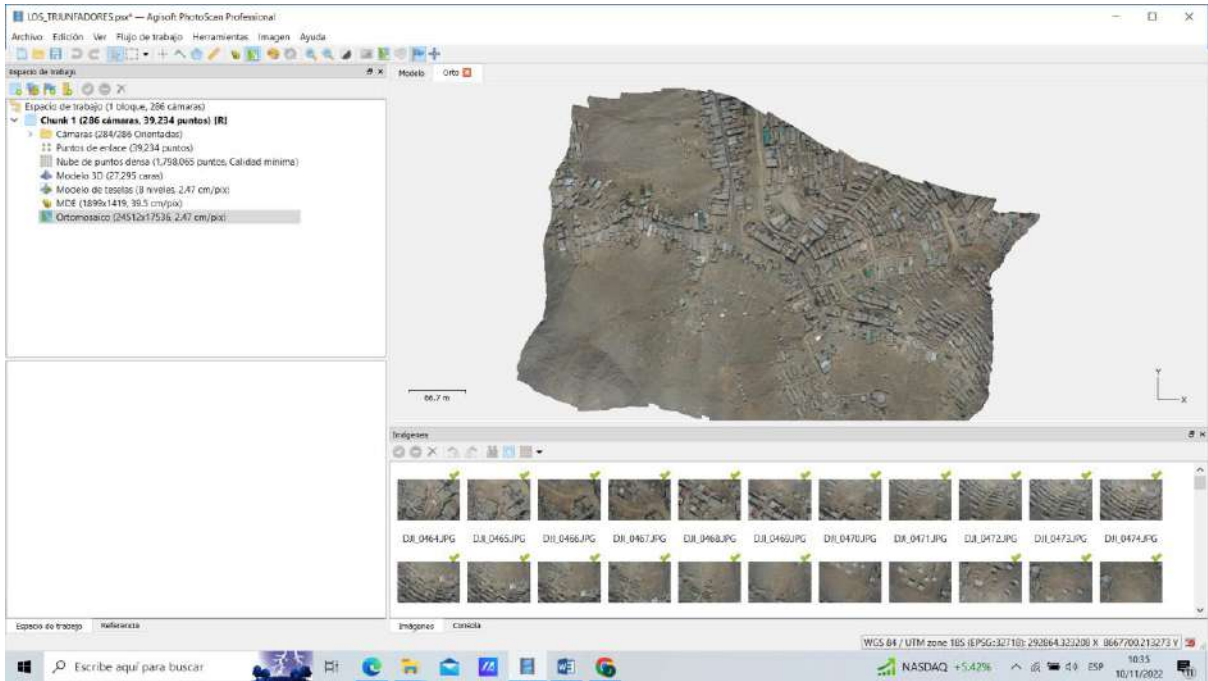 LOS_TRIUNFADORES.psx* — Agisoft PhotoScan Professional
Archivo Edición Ver Flujo de trabajo Herramientas Imagen Ayuda
Espacio de trabajo
Modelo Orto
Espacio de trabajo (1 bloque, 286 cámaras)
Chunk 1 (286 cámaras, 39,234 puntos) [R]
Cámaras (284/286 Orientadas)
Puntos de enlace (39,234 puntos)
Nube de puntos densa (1,798,065 puntos, Calidad mínima)
Modelo 3D (27,295 caras)
Modelo de teselas (8 niveles, 2.47 cm/pix)
MDE (1899x1419, 39.5 cm/pix)
Ortomosaico (24512x17536, 2.47 cm/pix)
66.7 m
Y
X
Imágenes
DJI_0464.JPG DJI_0465.JPG DJI_0466.JPG DJI_0467.JPG DJI_0468.JPG DJI_0469.JPG DJI_0470.JPG DJI_0471.JPG DJI_0472.JPG DJI_0473.JPG DJI_0474.JPG
Espacio de trabajo Referencia
Imágenes Consola
WGS 84 / UTM zone 18S (EPSG:32718): 292864.323208 X 8667700.213273 Y
Escribe aquí para buscar
NASDAQ +5.42%
ESP
10:35
10/11/2022